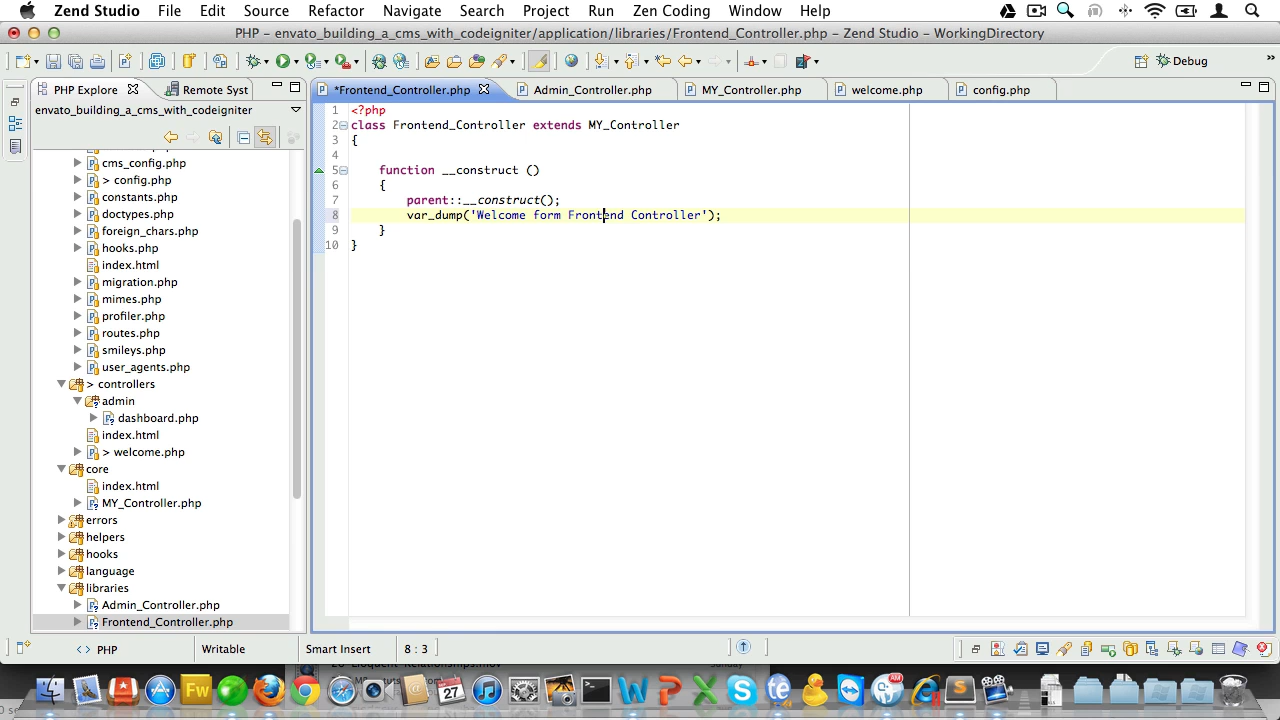 Zend Studio File Edit Source Refactor Navigate Search Project Run Zen Coding Window Help
PHP - envato_building_a_cms_with_codeigniter/application/libraries/Frontend_Controller.php - Zend Studio - WorkingDirectory
Debug
PHP Explore
Remote Syst
*Frontend_Controller.php
Admin_Controller.php
MY_Controller.php
welcome.php
config.php
envato_building_a_cms_with_codeigniter
cms_config.php
> config.php
constants.php
doctypes.php
foreign_chars.php
hooks.php
index.html
migration.php
mimes.php
profiler.php
routes.php
smileys.php
user_agents.php
> controllers
admin
dashboard.php
index.html
> welcome.php
core
index.html
MY_Controller.php
errors
helpers
hooks
language
libraries
Admin_Controller.php
Frontend_Controller.php
1 <?php
2 class Frontend_Controller extends MY_Controller
3 {
4
5 function __construct ()
6 {
7 parent::__construct();
8 var_dump('Welcome form Frontend Controller');
9 }
10 }
<> PHP
Writable
Smart Insert
8 : 3
Sunday
Fw
27